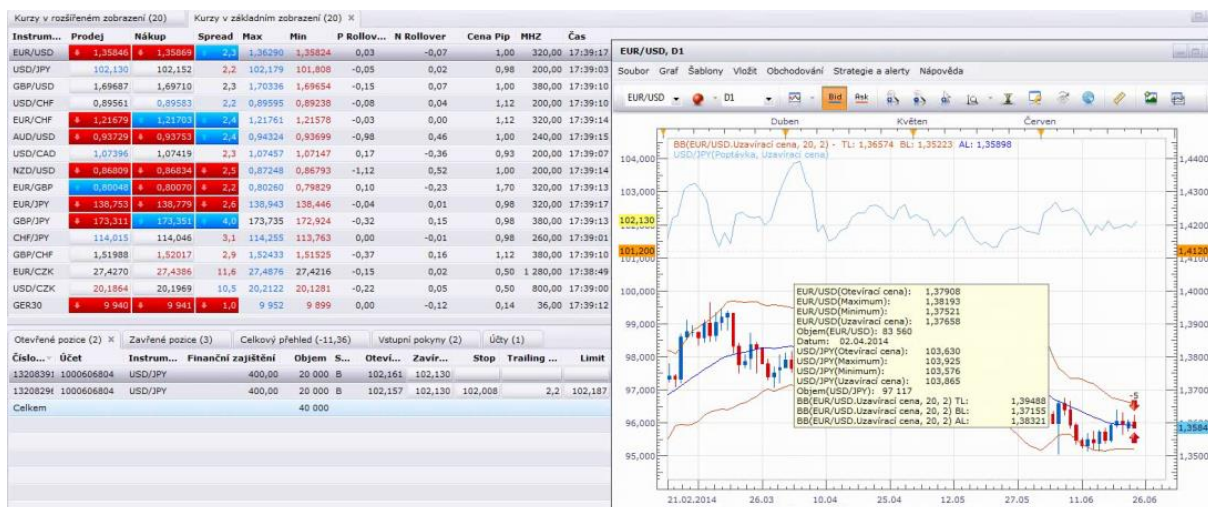 Kurzy v rozšířeném zobrazení (20) Kurzy v základním zobrazení (20) ×
Instrum... Prodej Nákup Spread Max Min P Rollov... N Rollover Cena Pip MHZ Čas
EUR/USD 1,35846 1,35869 2,3 1,36290 1,35824 0,03 -0,07 1,00 320,00 17:39:17
USD/JPY 102,130 102,152 2,2 102,179 101,808 -0,05 0,02 0,98 200,00 17:39:03
GBP/USD 1,69687 1,69710 2,3 1,70336 1,69654 -0,15 0,07 1,00 380,00 17:39:10
USD/CHF 0,89561 0,89583 2,2 0,89595 0,89238 -0,08 0,04 1,12 200,00 17:39:10
EUR/CHF 1,21679 1,21703 2,4 1,21761 1,21578 -0,03 0,00 1,12 320,00 17:39:14
AUD/USD 0,93729 0,93753 2,4 0,94324 0,93699 -0,98 0,46 1,00 240,00 17:39:15
USD/CAD 1,07396 1,07419 2,3 1,07457 1,07147 0,17 -0,36 0,93 200,00 17:39:07
NZD/USD 0,86809 0,86834 2,5 0,87248 0,86793 -1,12 0,52 1,00 200,00 17:39:14
EUR/GBP 0,80048 0,80070 2,2 0,80260 0,79829 0,10 -0,23 1,70 320,00 17:39:13
EUR/JPY 138,753 138,779 2,6 138,943 138,446 -0,04 0,01 0,98 320,00 17:39:17
GBP/JPY 173,311 173,351 4,0 173,735 172,924 -0,32 0,15 0,98 380,00 17:39:13
CHF/JPY 114,015 114,046 3,1 114,255 113,763 0,00 -0,01 0,98 260,00 17:39:01
GBP/CHF 1,51988 1,52017 2,9 1,52433 1,51525 -0,37 0,16 1,12 380,00 17:39:10
EUR/CZK 27,4270 27,4386 11,6 27,4876 27,4216 -0,15 0,02 0,50 1 280,00 17:38:49
USD/CZK 20,1864 20,1969 10,5 20,2122 20,1281 -0,22 0,05 0,50 800,00 17:39:00
GER30 9 940 9 941 1,0 9 952 9 899 0,00 -0,12 0,14 36,00 17:39:12
Otevřené pozice (2) × Zavřené pozice (3) Celkový přehled (-11,36) Vstupní pokyny (2) Účty (1)
Číslo... Účet Instrum... Finanční zajištění Objem S... Oteví... Zavír... Stop Trailing ... Limit
1320839 1000606804 USD/JPY 400,00 20 000 B 102,161 102,130
1320829 1000606804 USD/JPY 400,00 20 000 B 102,157 102,130 102,008 2,2 102,187
Celkem 40 000
EUR/USD, D1
Soubor Graf Šablony Vložit Obchodování Strategie a alerty Nápověda
EUR/USD D1 Bid Ask
Duben Květen Červen
BB(EUR/USD.Uzavírací cena, 20, 2) - TL: 1,36574 BL: 1,35223 AL: 1,35898
USD/JPY(Poptávka, Uzavírací cena)
104,000 1,4400
103,000 1,4300
102,130 1,4200
101,200 1,4120
101,000
100,000 1,4000
99,000 1,3900
98,000 1,3800
97,000 1,3700
96,000 1,3600
1,3584
95,000 1,3500
EUR/USD(Otevírací cena): 1,37908
EUR/USD(Maximum): 1,38193
EUR/USD(Minimum): 1,37521
EUR/USD(Uzavírací cena): 1,37658
Objem(EUR/USD): 83 560
Datum: 02.04.2014
USD/JPY(Otevírací cena): 103,630
USD/JPY(Maximum): 103,925
USD/JPY(Minimum): 103,576
USD/JPY(Uzavírací cena): 103,865
Objem(USD/JPY): 97 117
BB(EUR/USD.Uzavírací cena, 20, 2) TL: 1,39488
BB(EUR/USD.Uzavírací cena, 20, 2) BL: 1,37155
BB(EUR/USD.Uzavírací cena, 20, 2) AL: 1,38321
-5
21.02.2014 26.03 10.04 25.04 12.05 27.05 11.06 26.06